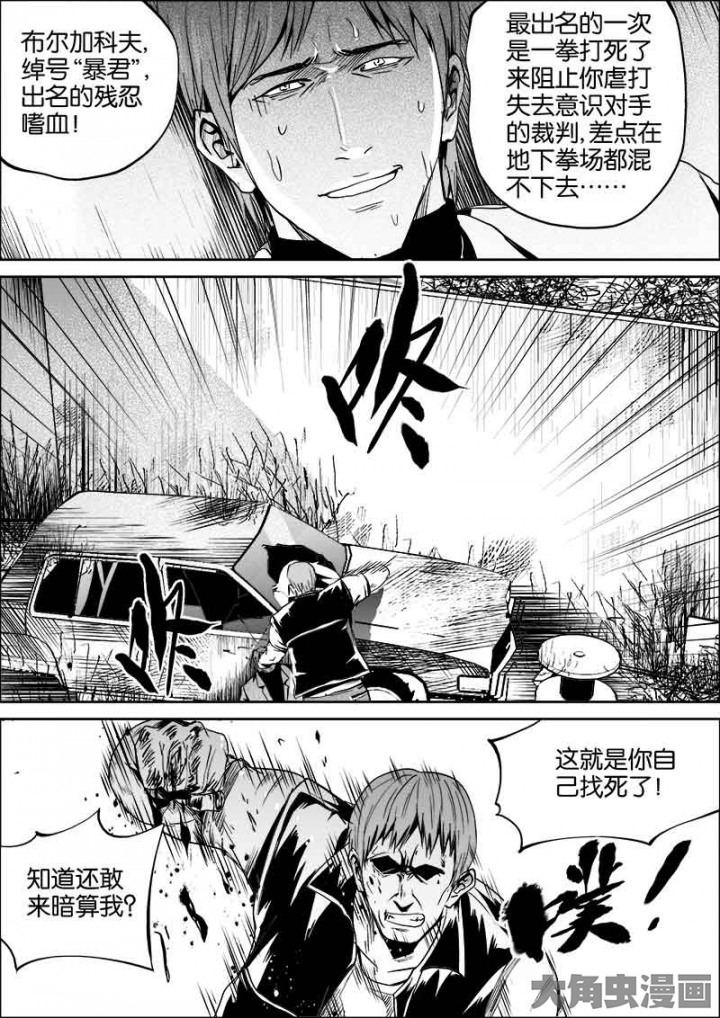 布尔加科夫,
绰号“暴君”,
出名的残忍
嗜血!
最出名的一次
是一拳打死了
来阻止你虐打
失去意识对手
的裁判,差点在
地下拳场都混
不下去……
咚
咚
这就是你自
己找死了!
知道还敢
来暗算我?
噗!
大角虫漫画